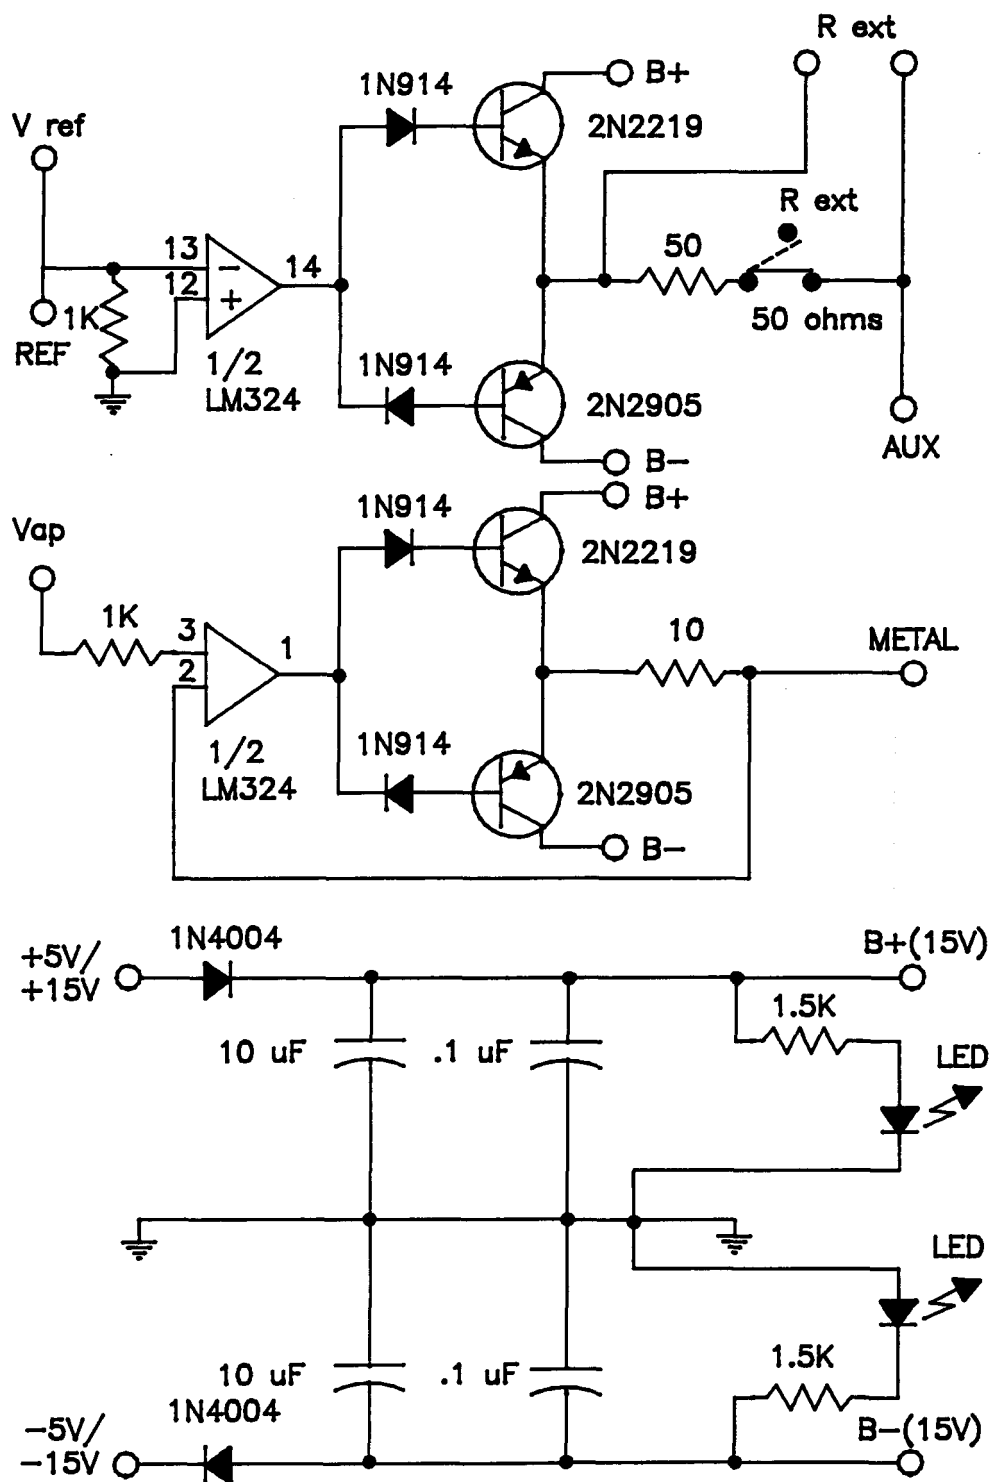 R ext
1N914
B+
2N2219
V ref
R ext
13
12
−
+
14
50
1K
REF
50 ohms
1/2
LM324
1N914
2N2905
AUX
B−
1N914
B+
Vap
2N2219
1K
3
2
1
10
METAL
1/2
LM324
1N914
2N2905
B−
1N4004
+5V/
+15V
B+(15V)
1.5K
10 uF
.1 uF
LED
LED
10 uF
.1 uF
1.5K
1N4004
−5V/
−15V
B−(15V)